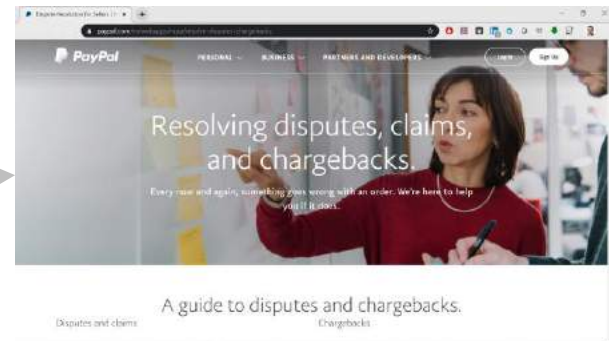 PayPal
PERSONAL BUSINESS PARTNERS AND DEVELOPERS
Sign Up
Resolving disputes, claims,
and chargebacks.
Every now and again, something goes wrong with an order. We're here to help
you if it does.
A guide to disputes and chargebacks.
Disputes and claims Chargebacks